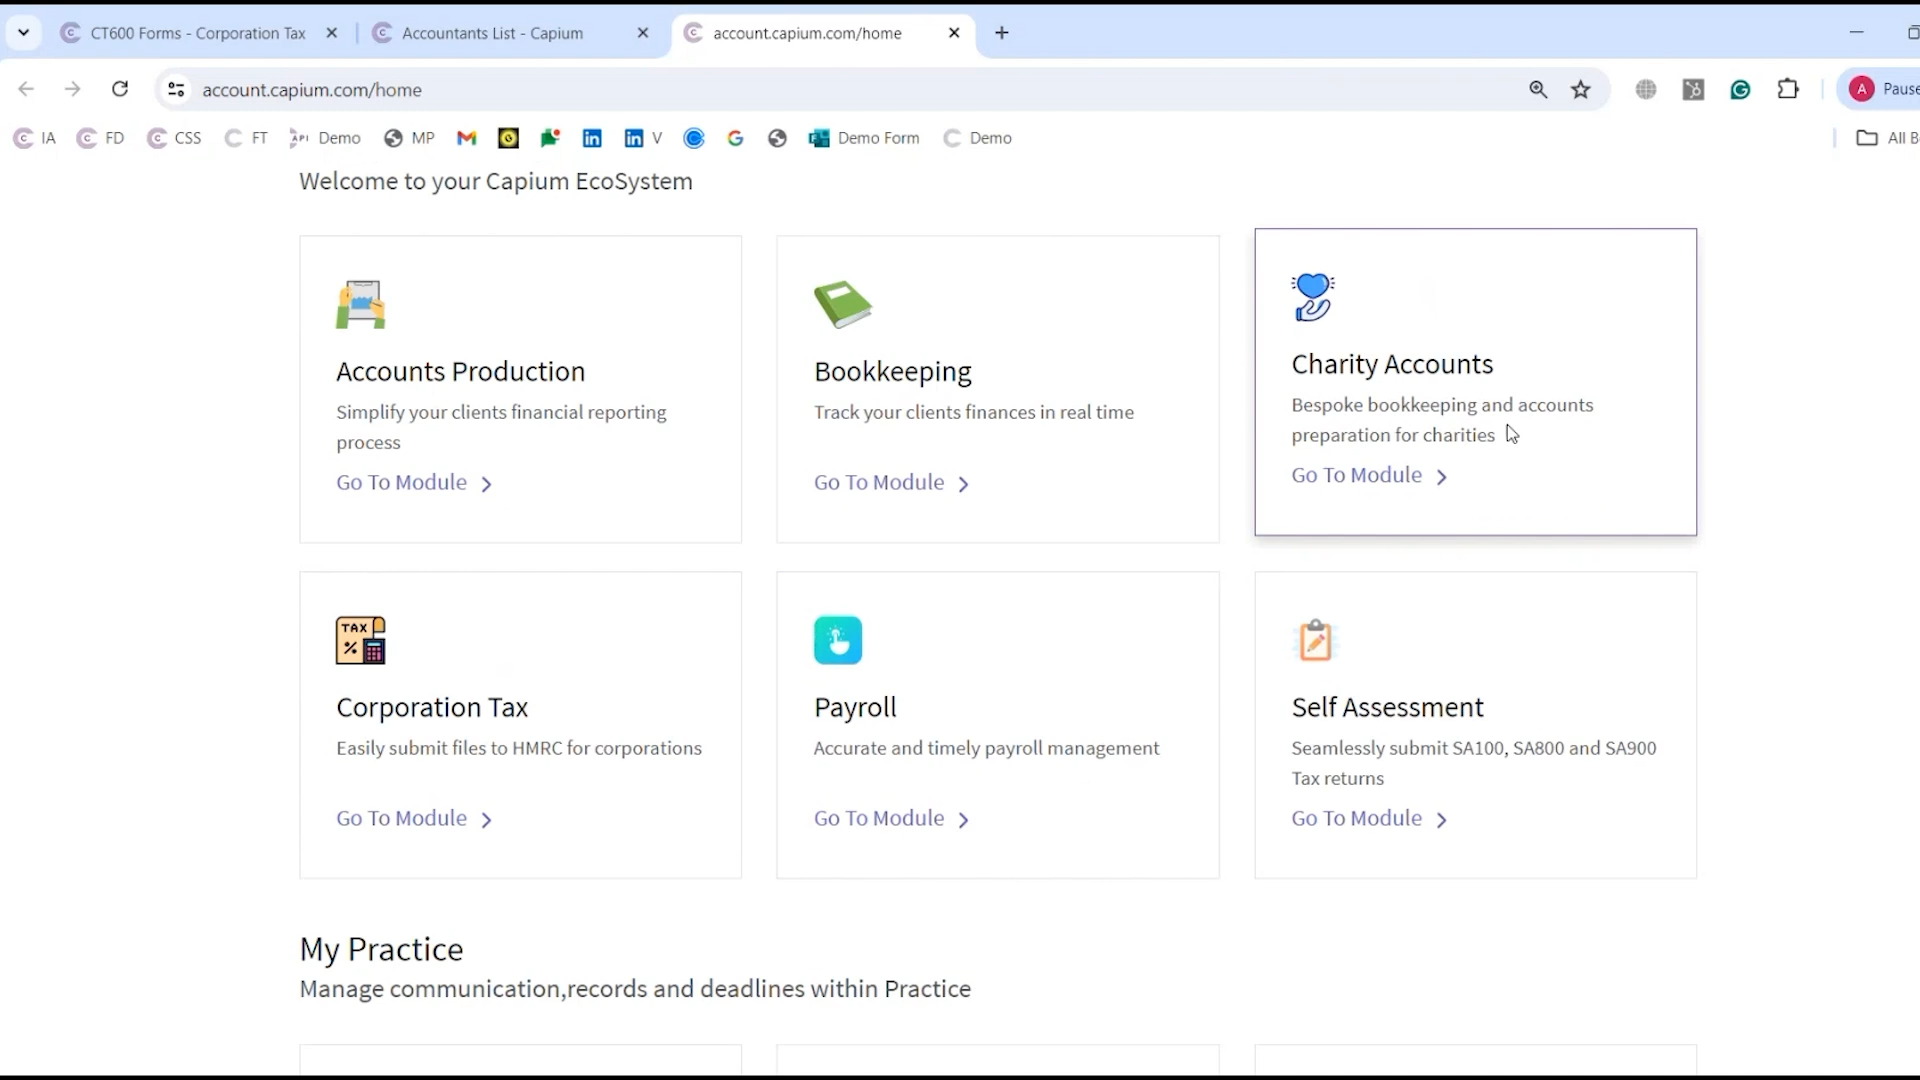 CT600 Forms - Corporation Tax
Accountants List - Capium
account.capium.com/home
account.capium.com/home
A
Pause
IA
FD
CSS
FT
API
Demo
MP
V
Demo Form
Demo
All B
Welcome to your Capium EcoSystem
Accounts Production
Simplify your clients financial reporting
process
Go To Module
Bookkeeping
Track your clients finances in real time
Go To Module
Charity Accounts
Bespoke bookkeeping and accounts
preparation for charities
Go To Module
TAX
%
Corporation Tax
Easily submit files to HMRC for corporations
Go To Module
Payroll
Accurate and timely payroll management
Go To Module
Self Assessment
Seamlessly submit SA100, SA800 and SA900
Tax returns
Go To Module
My Practice
Manage communication,records and deadlines within Practice